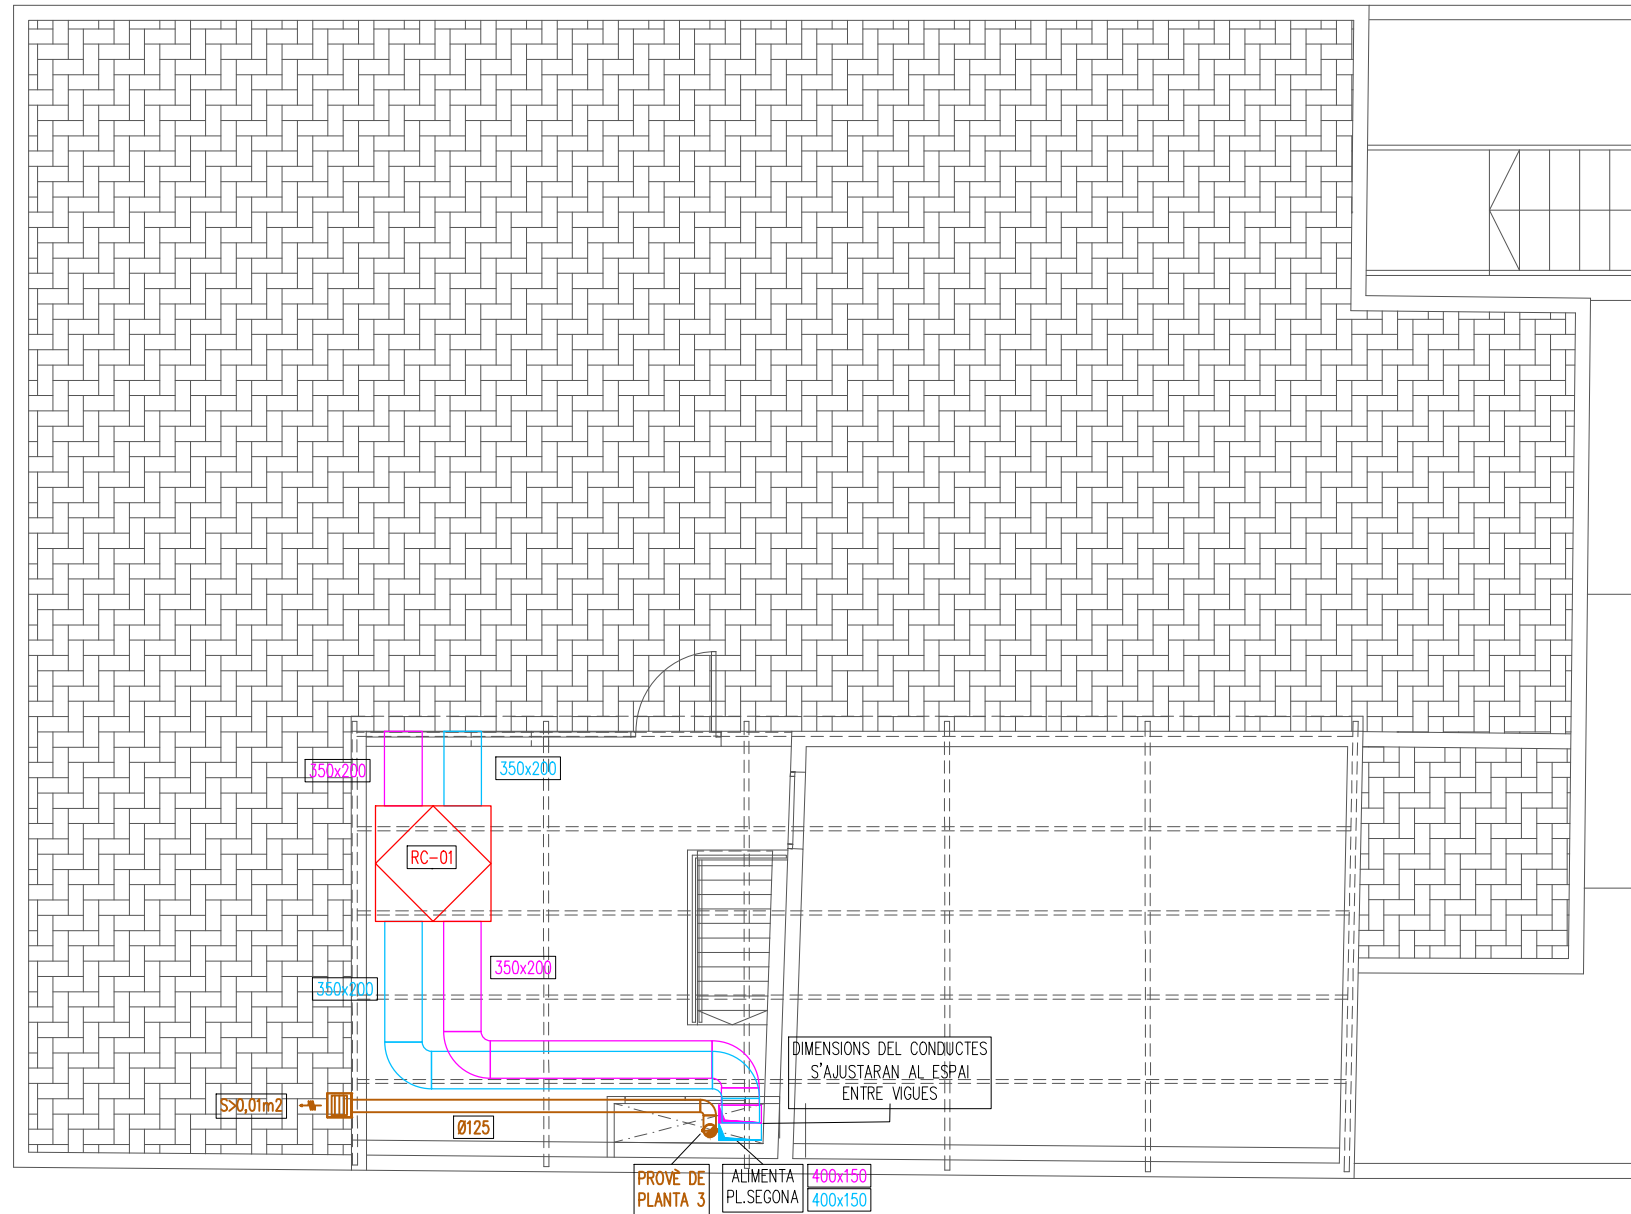 350x200
350x200
RC-01
350x200
350x200
DIMENSIONS DEL CONDUCTES
S'AJUSTARAN AL ESPAI
ENTRE VIGUES
S>0,01m2
Ø125
PROVÈ DE
PLANTA 3
ALIMENTA
PL.SEGONA
400x150
400x150